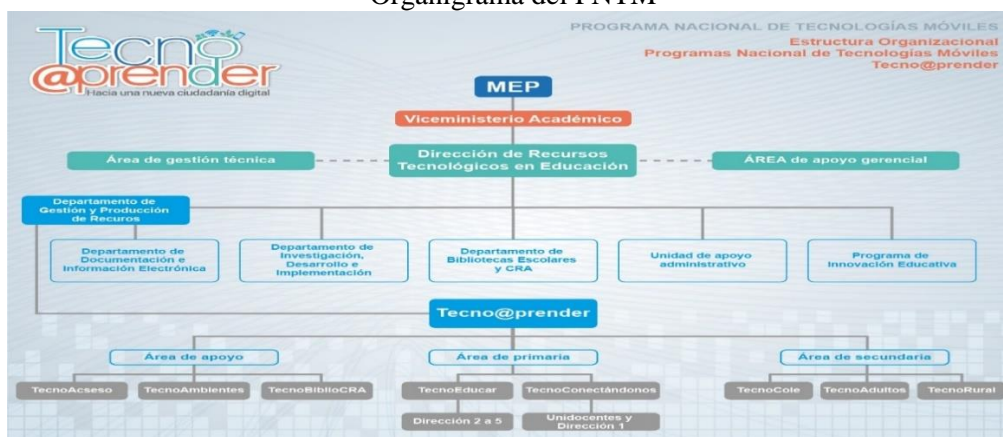 Organigrama del PNTM
Tecno
@prender
Hacia una nueva ciudadanía digital
PROGRAMA NACIONAL DE TECNOLOGÍAS MÓVILES
Estructura Organizacional
Programas Nacional de Tecnologías Móviles
Tecno@prender
MEP
Viceministerio Académico
Área de gestión técnica
Dirección de Recursos
Tecnológicos en Educación
ÁREA de apoyo gerencial
Departamento de
Gestión y Producción
de Recuros
Departamento de
Documentación e
Información Electrónica
Departamento de
Investigación,
Desarrollo e
Implementación
Departamento de
Bibliotecas Escolares
y CRA
Unidad de apoyo
administrativo
Programa de
Innovación Educativa
Tecno@prender
Área de apoyo
Área de primaria
Área de secundaria
TecnoAcseso
TecnoAmbientes
TecnoBiblioCRA
TecnoEducar
TecnoConectándonos
TecnoCole
TecnoAdultos
TecnoRural
Dirección 2 a 5
Unidocentes y
Dirección 1